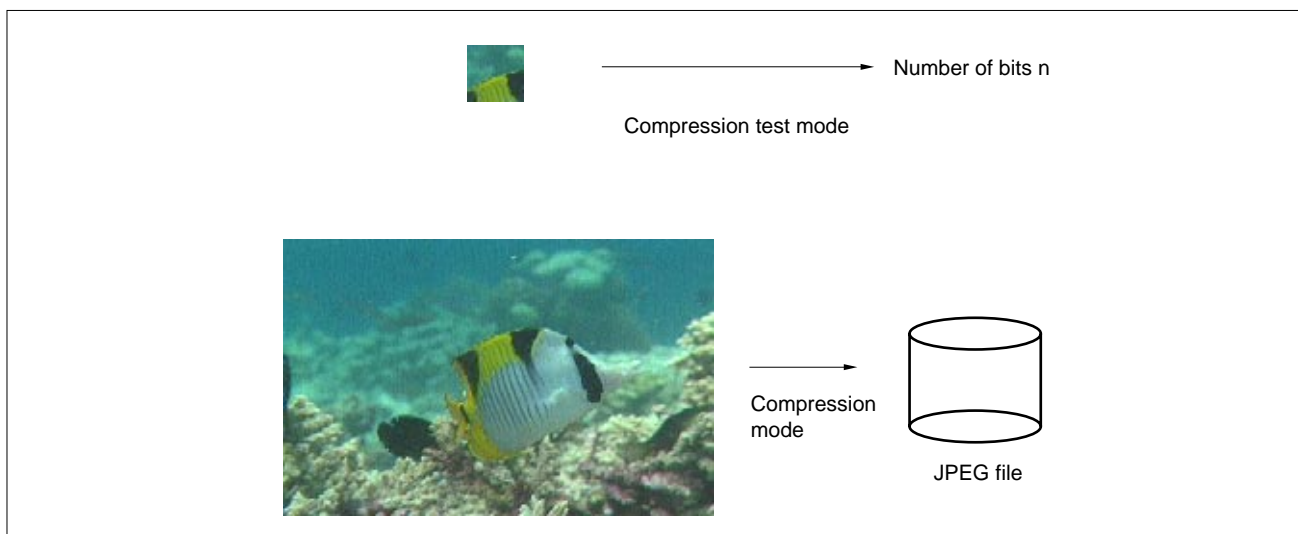 Number of bits n
Compression test mode
Compression
mode
JPEG file